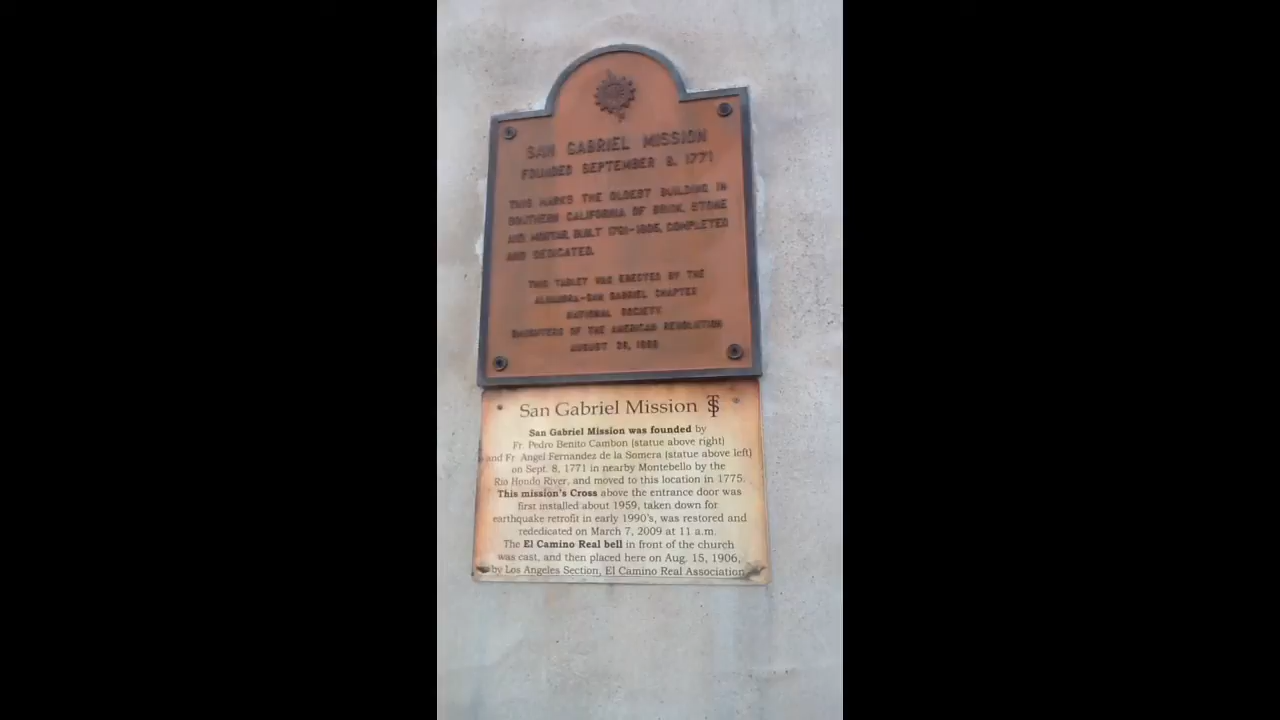 SAN GABRIEL MISSION
FOUNDED SEPTEMBER 8, 1771
THIS MARKS THE OLDEST BUILDING IN
SOUTHERN CALIFORNIA OF BRICK, STONE
AND MORTAR, BUILT 1791-1805, COMPLETED
AND DEDICATED.
THIS TABLET WAS ERECTED BY THE
ALHAMBRA-SAN GABRIEL CHAPTER
NATIONAL SOCIETY
DAUGHTERS OF THE AMERICAN REVOLUTION
AUGUST
San Gabriel Mission
San Gabriel Mission was founded by
Fr. Pedro Benito Cambon (statue above right)
and Fr. Angel Fernandez de la Somera (statue above left)
on Sept. 8, 1771 in nearby Montebello by the
Rio Hondo River, and moved to this location in 1775.
This mission's Cross above the entrance door was
first installed about 1959, taken down for
earthquake retrofit in early 1990's, was restored and
rededicated on March 7, 2009 at 11 a.m.
The El Camino Real bell in front of the church
was cast, and then placed here on Aug. 15, 1906,
by Los Angeles Section, El Camino Real Association